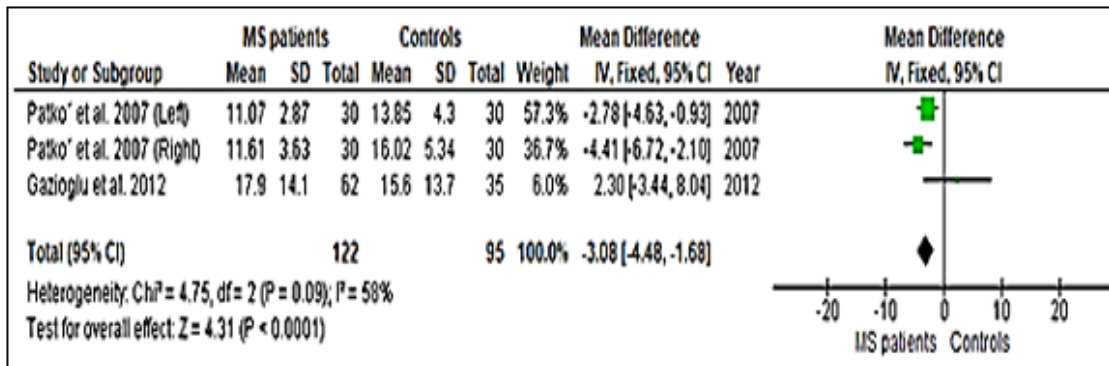 MS patients Controls Mean Difference Mean Difference
Study or Subgroup Mean SD Total Mean SD Total Weight IV, Fixed, 95% CI Year IV, Fixed, 95% CI
Patko´ et al. 2007 (Left) 11.07 2.87 30 13.85 4.3 30 57.3% -2.78 [-4.63, -0.93] 2007
Patko´ et al. 2007 (Right) 11.61 3.63 30 16.02 5.34 30 36.7% -4.41 [-6.72, -2.10] 2007
Gazioglu et al. 2012 17.9 14.1 62 15.6 13.7 35 6.0% 2.30 [-3.44, 8.04] 2012
Total (95% CI) 122 95 100.0% -3.08 [-4.48, -1.68]
Heterogeneity: Chi² = 4.75, df = 2 (P = 0.09); I² = 58%
Test for overall effect: Z = 4.31 (P < 0.0001)
-20 -10 0 10 20
MS patients Controls